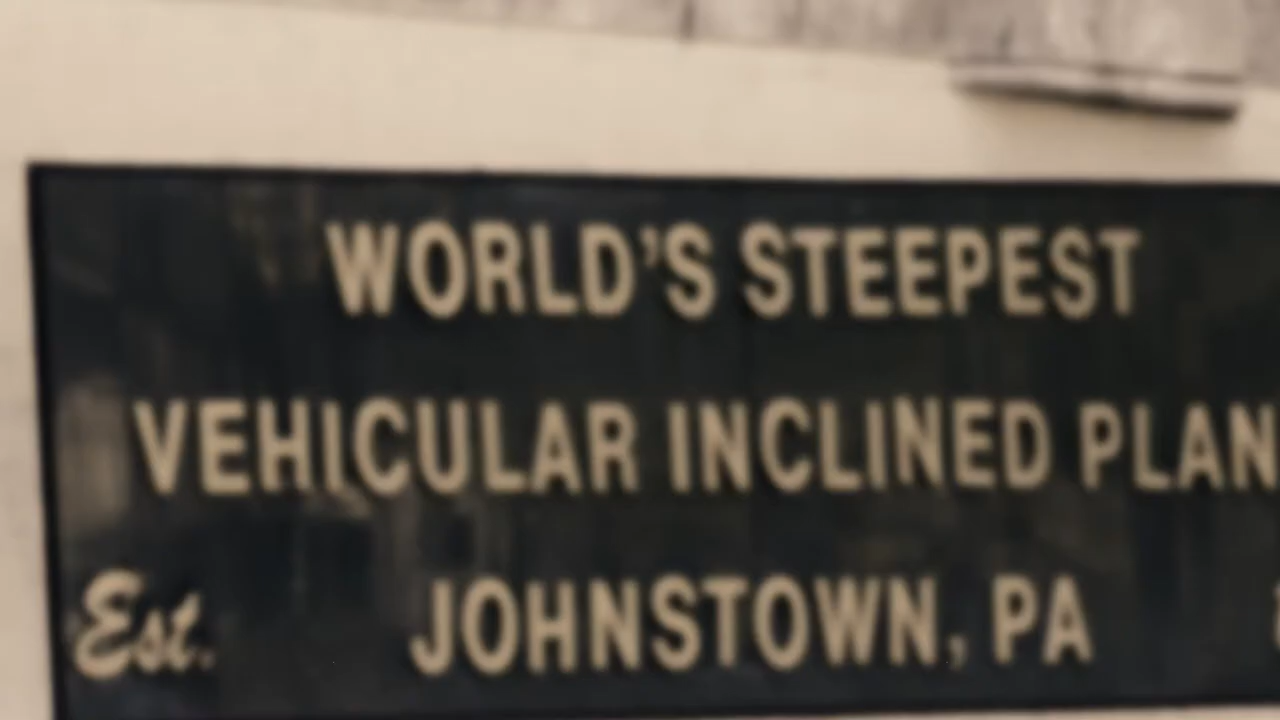 WORLD'S STEEPEST
VEHICULAR INCLINED PLAN
Est. JOHNSTOWN, PA